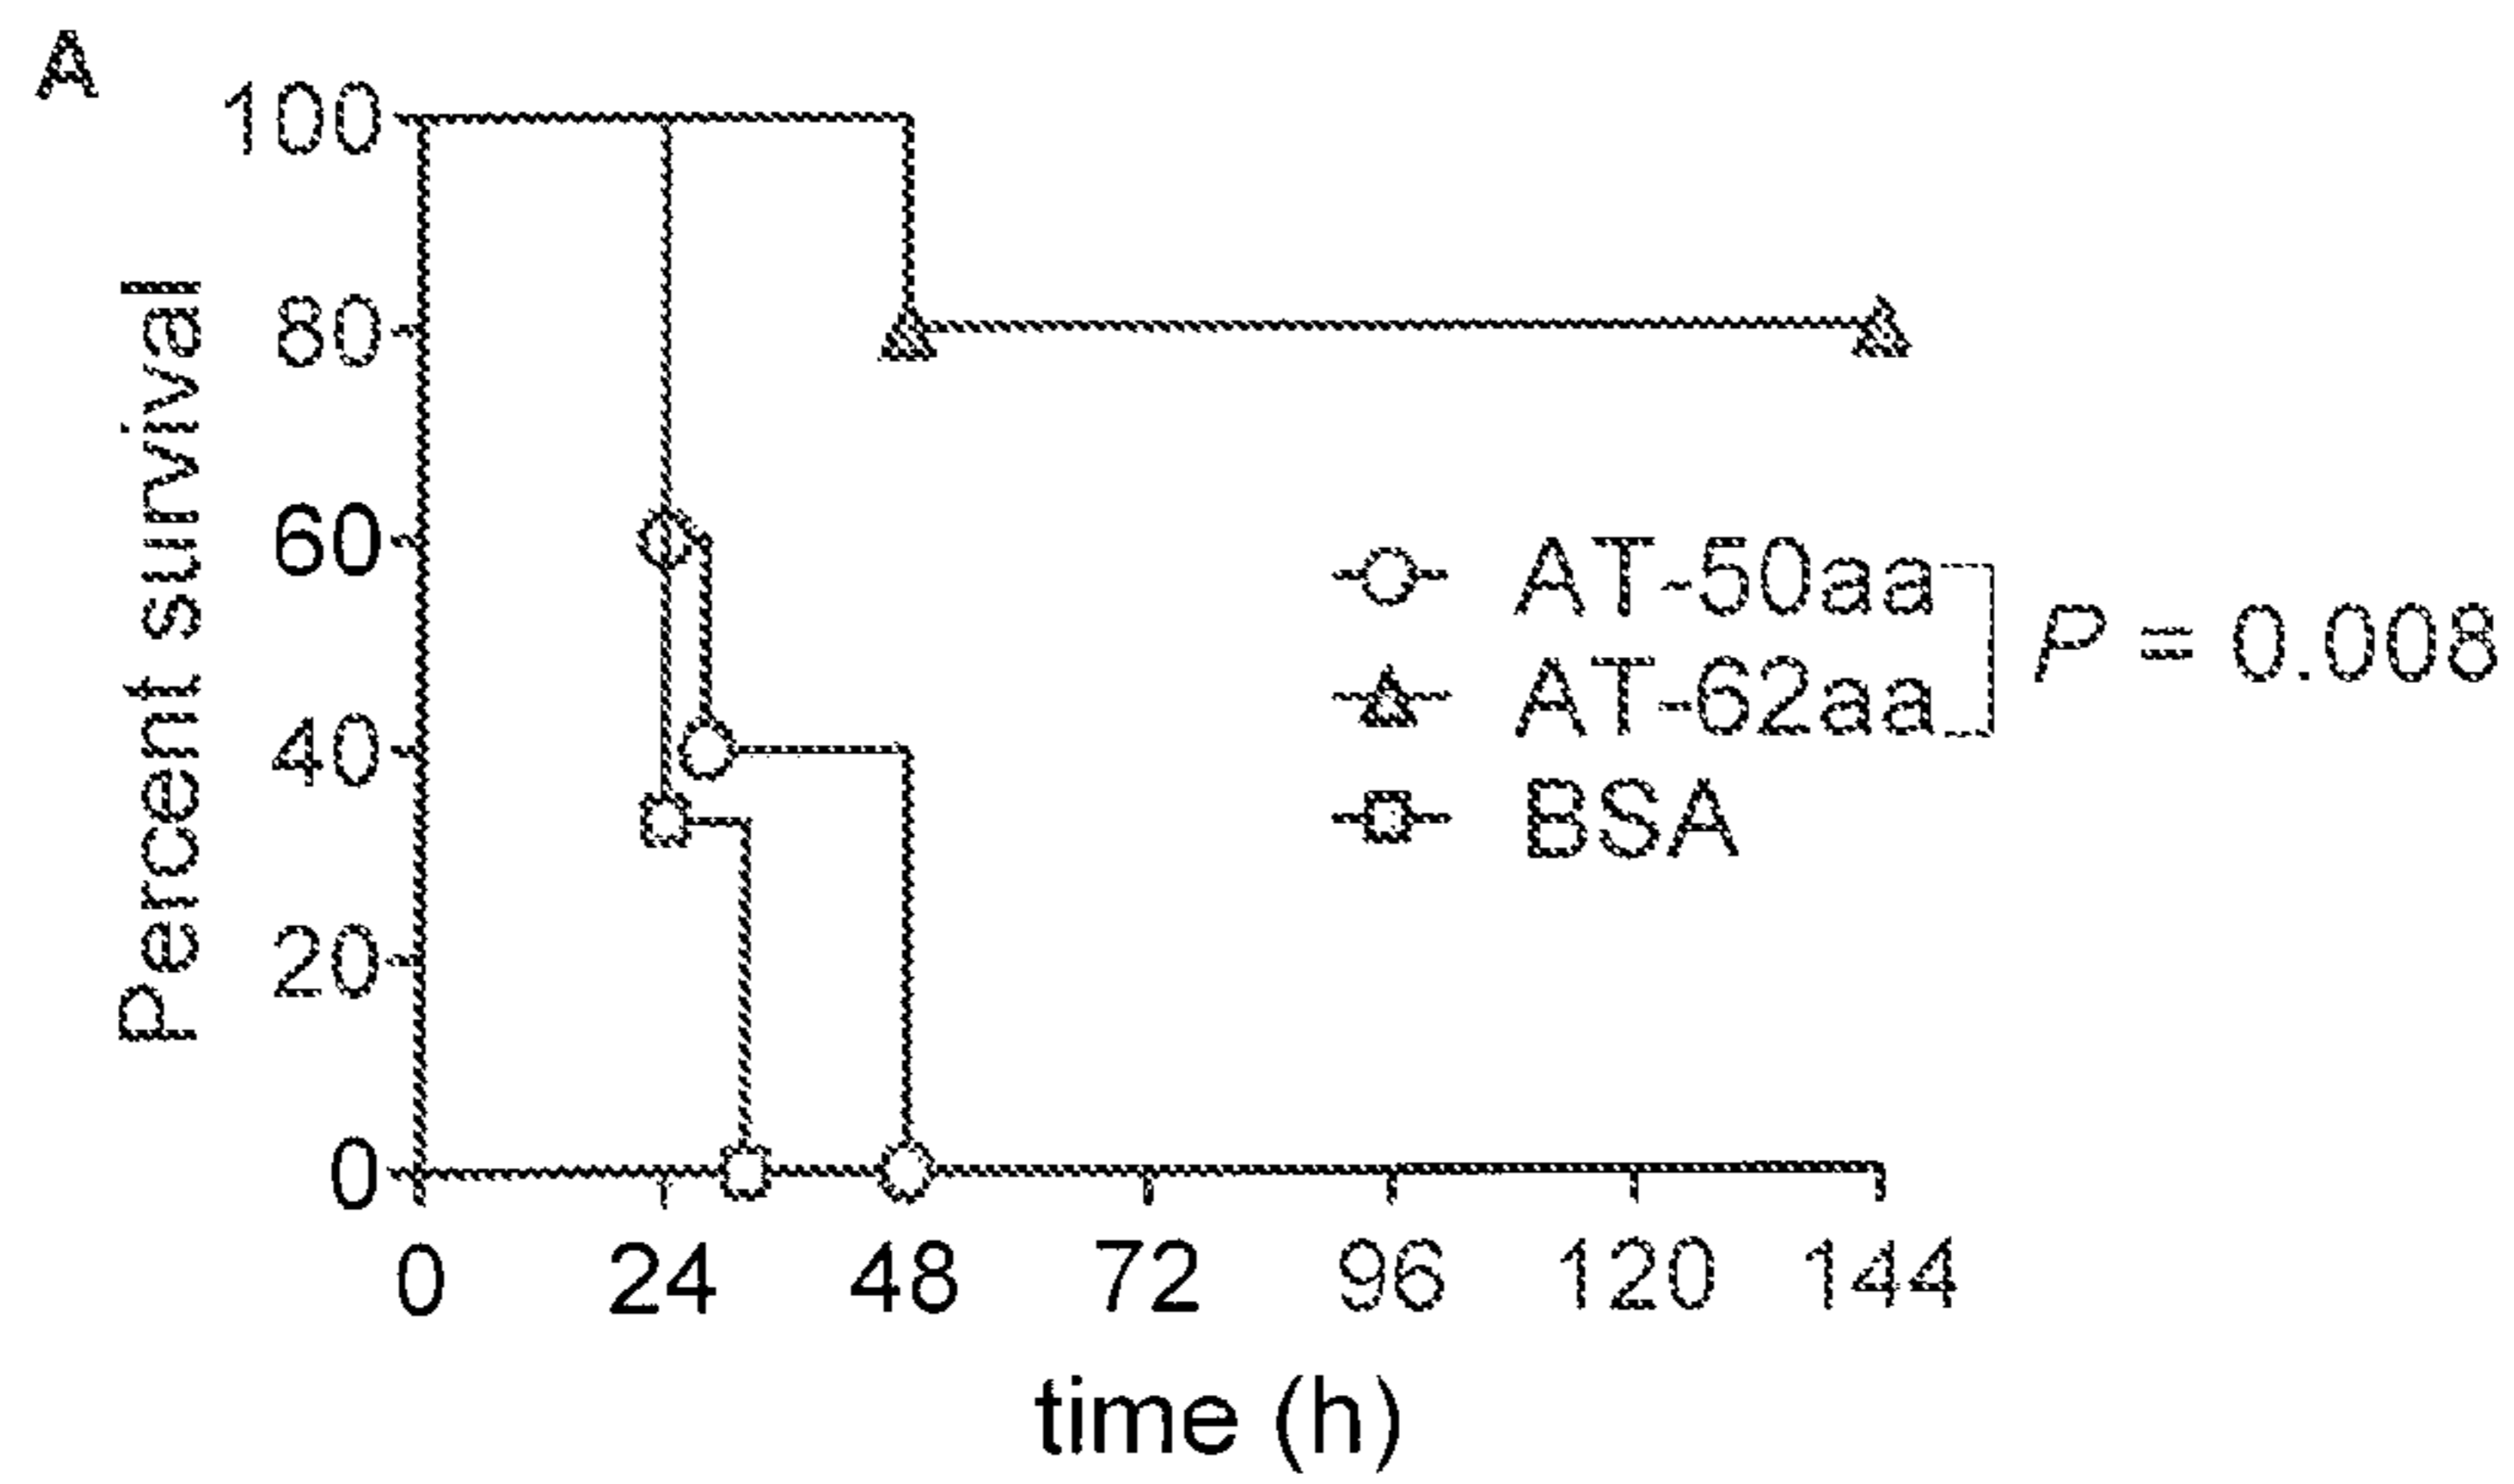 A
100
80
60
40
20
0
Percent survival
AT-50aa
AT-62aa
BSA
P = 0.008
0 24 48 72 96 120 144
time (h)